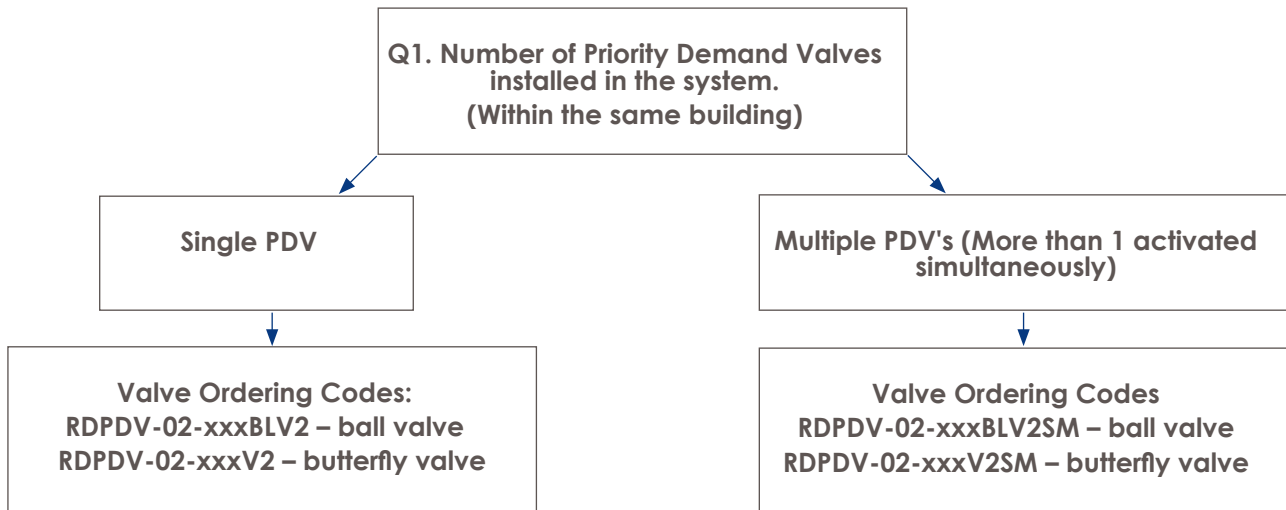 Q1. Number of Priority Demand Valves
installed in the system.
(Within the same building)
Single PDV
Multiple PDV's (More than 1 activated
simultaneously)
Valve Ordering Codes:
RDPDV-02-xxxBLV2 – ball valve
RDPDV-02-xxxV2 – butterfly valve
Valve Ordering Codes
RDPDV-02-xxxBLV2SM – ball valve
RDPDV-02-xxxV2SM – butterfly valve